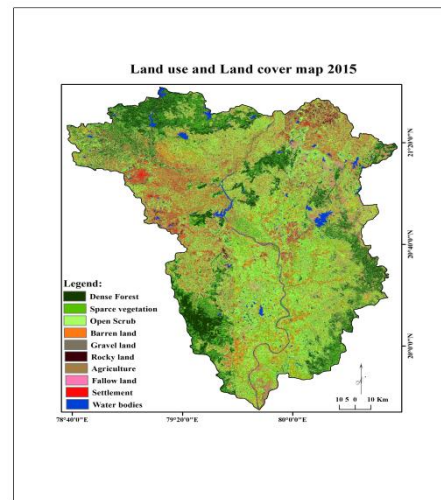 Land use and Land cover map 2015
21°20'0"N
20°40'0"N
20°0'0"N
Legend:
Dense Forest
Sparce vegetation
Open Scrub
Barren land
Gravel land
Rocky land
Agriculture
Fallow land
Settlement
Water bodies
10 5 0 10 Km
78°40'0"E 79°20'0"E 80°0'0"E